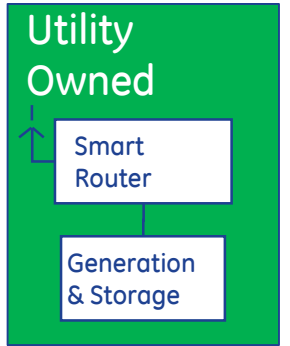 Utility
Owned
Smart
Router
Generation
& Storage